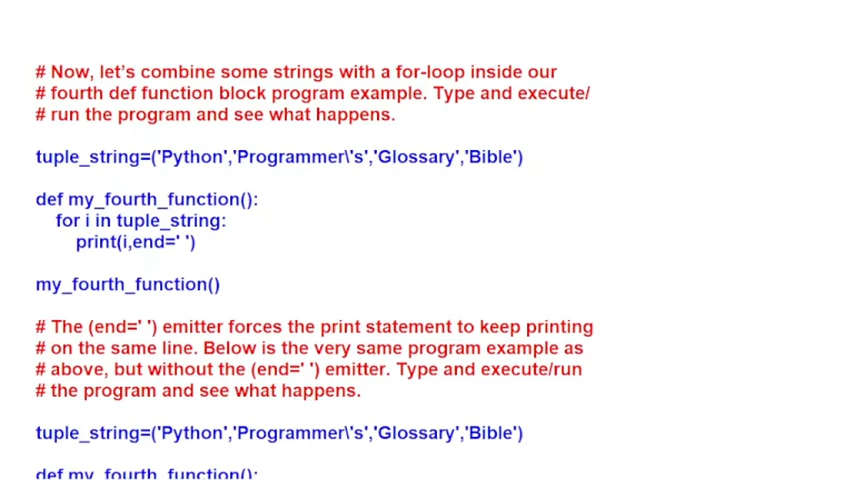 # Now, let’s combine some strings with a for-loop inside our
# fourth def function block program example. Type and execute/
# run the program and see what happens.
tuple_string=('Python','Programmer\'s','Glossary','Bible')
def my_fourth_function():
for i in tuple_string:
print(i,end=' ')
my_fourth_function()
# The (end=' ') emitter forces the print statement to keep printing
# on the same line. Below is the very same program example as
# above, but without the (end=' ') emitter. Type and execute/run
# the program and see what happens.
tuple_string=('Python','Programmer\'s','Glossary','Bible')
def my_fourth_function():